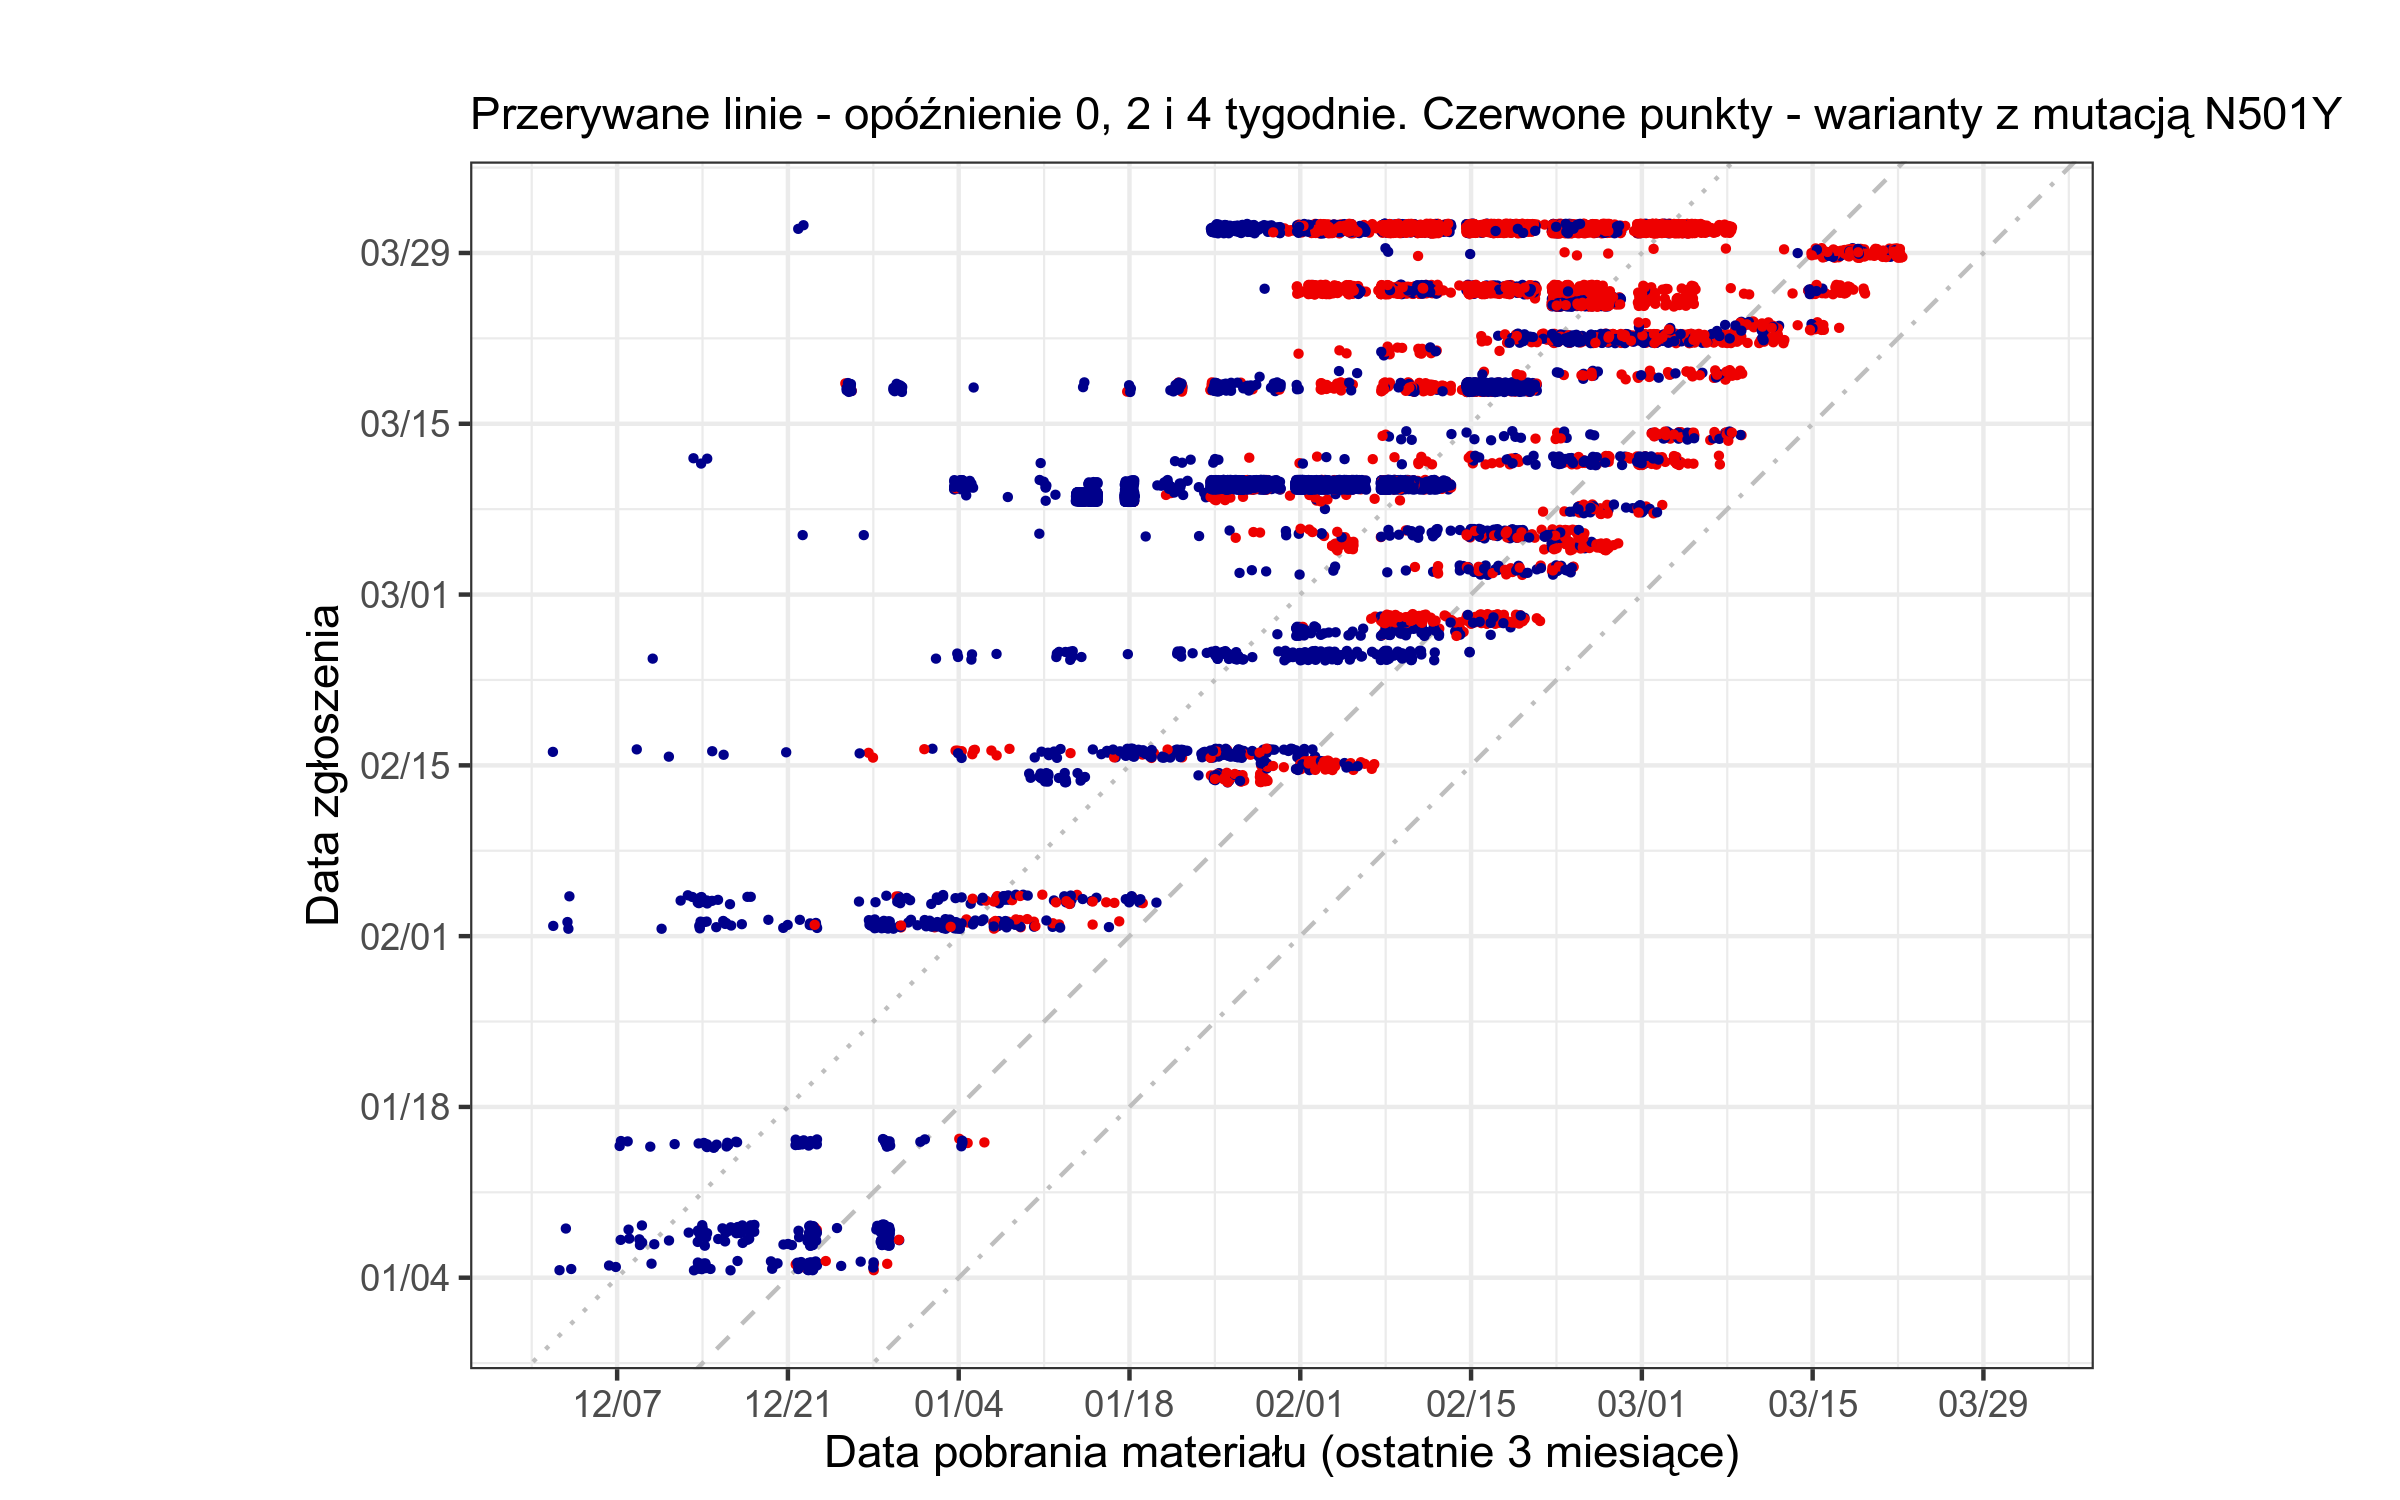 Przerywane linie - opóźnienie 0, 2 i 4 tygodnie. Czerwone punkty - warianty z mutacją N501Y
Data zgłoszenia
03/29
03/15
03/01
02/15
02/01
01/18
01/04
12/07 12/21 01/04 01/18 02/01 02/15 03/01 03/15 03/29
Data pobrania materiału (ostatnie 3 miesiące)